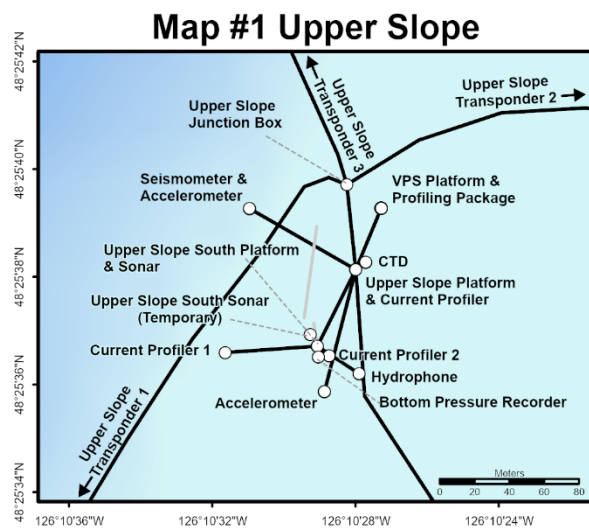 Map #1 Upper Slope
48°25'42"N
48°25'40"N
48°25'38"N
48°25'36"N
48°25'34"N
Upper Slope
Transponder 3
Upper Slope
Transponder 2
Upper Slope
Junction Box
Seismometer &
Accelerometer
VPS Platform &
Profiling Package
Upper Slope South Platform
& Sonar
CTD
Upper Slope Platform
& Current Profiler
Upper Slope South Sonar
(Temporary)
Current Profiler 1
Current Profiler 2
Hydrophone
Accelerometer
Bottom Pressure Recorder
Upper Slope
Transponder 1
Meters
0 20 40 60 80
126°10'36"W 126°10'32"W 126°10'28"W 126°10'24"W